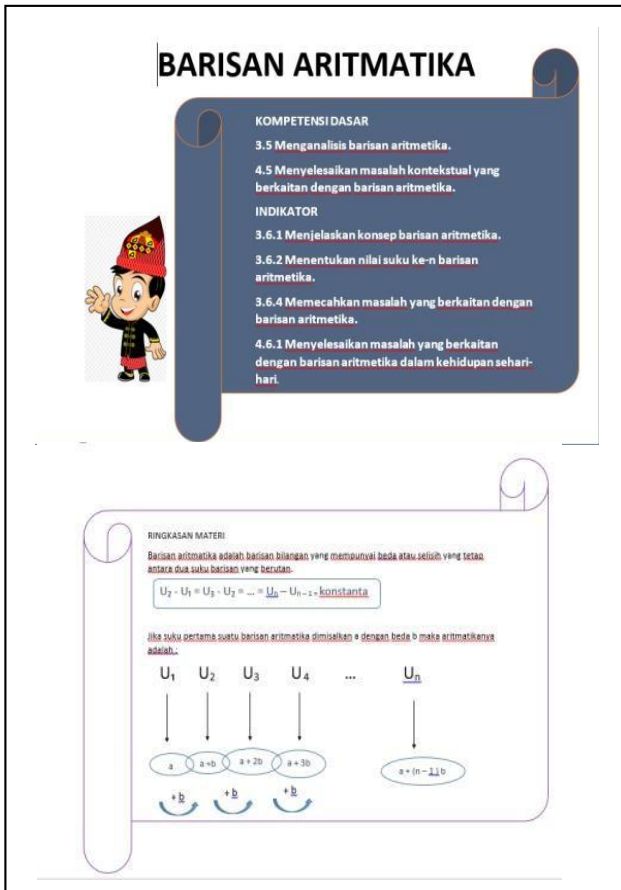 BARISAN ARITMATIKA
KOMPETENSI DASAR
3.5 Menganalisis barisan aritmetika.
4.5 Menyelesaikan masalah kontekstual yang
berkaitan dengan barisan aritmetika.
INDIKATOR
3.6.1 Menjelaskan konsep barisan aritmetika.
3.6.2 Menentukan nilai suku ke-n barisan
aritmetika.
3.6.4 Memecahkan masalah yang berkaitan dengan
barisan aritmetika.
4.6.1 Menyelesaikan masalah yang berkaitan
dengan barisan aritmetika dalam kehidupan sehari-
hari.
RINGKASAN MATERI
Barisan aritmatika adalah barisan bilangan yang mempunyai beda atau selisih yang tetap
antara dua suku barisan yang berutan.
U₂ - U₁ = U₃ - U₂ = ... = Uₙ – Uₙ₋₁ = konstanta
Jika suku pertama suatu barisan aritmatika dimisalkan a dengan beda b maka aritmatikanya
adalah :
U₁ U₂ U₃ U₄ ... Uₙ
a a +b a + 2b a + 3b a + (n – 1) b
+ b + b + b